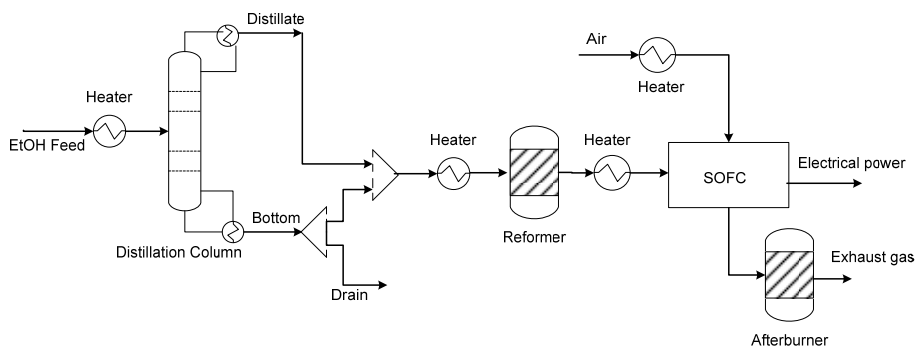 Distillate
Air
Heater
Heater
EtOH Feed
Heater
Heater
Electrical power
SOFC
Bottom
Reformer
Distillation Column
Exhaust gas
Drain
Afterburner